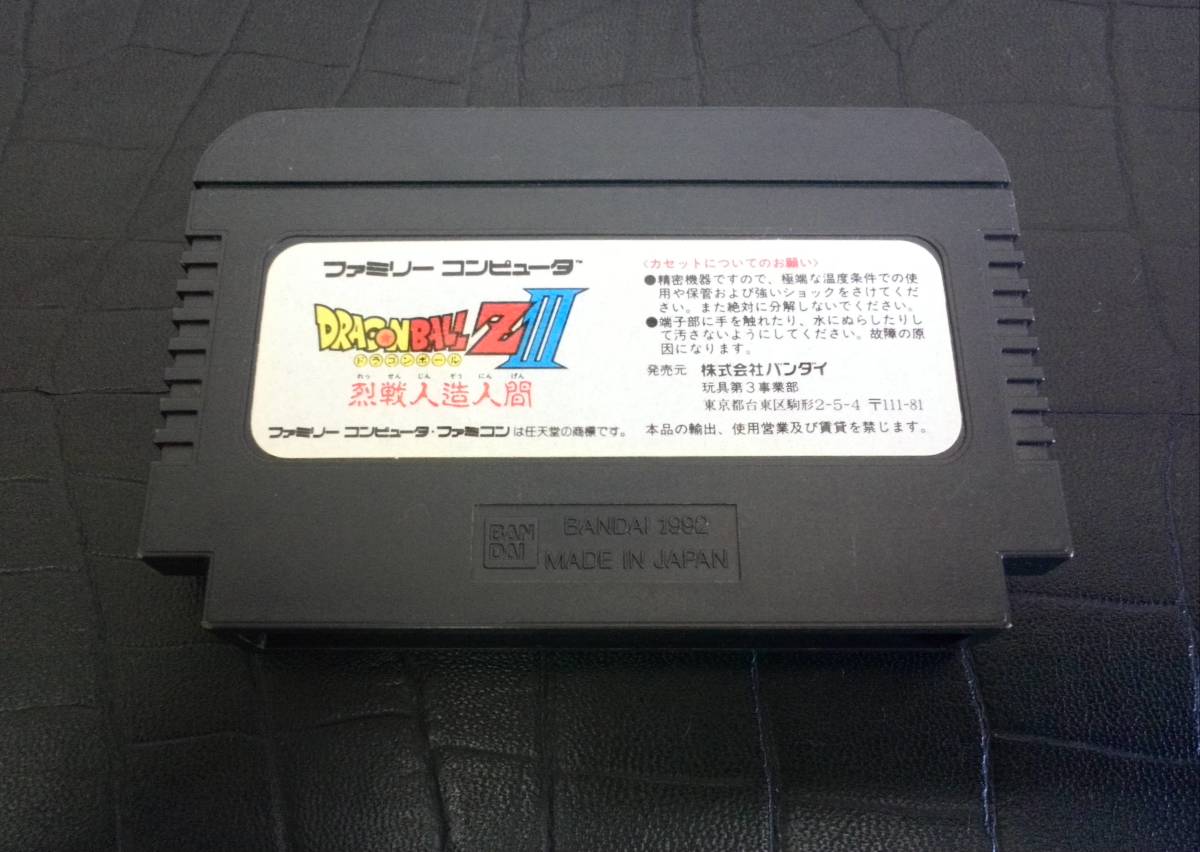 ファミリー コンピュータ™
DRAGON BALL Z III
ドラゴンボール
れっ せん じん ぞう にん げん
烈戦人造人間
ファミリー コンピュータ・ファミコンは任天堂の商標です。
〈カセットについてのお願い〉
●精密機器ですので、極端な温度条件での使
用や保管および強いショックをさけてくだ
さい。また絶対に分解しないでください。
●端子部に手を触れたり、水にぬらしたりし
て汚さないようにしてください。故障の原
因になります。
発売元 株式会社バンダイ
玩具第3事業部
東京都台東区駒形2-5-4 〒111-81
本品の輸出、使用営業及び賃貸を禁じます。
BAN
DAI
BANDAI 1992
MADE IN JAPAN